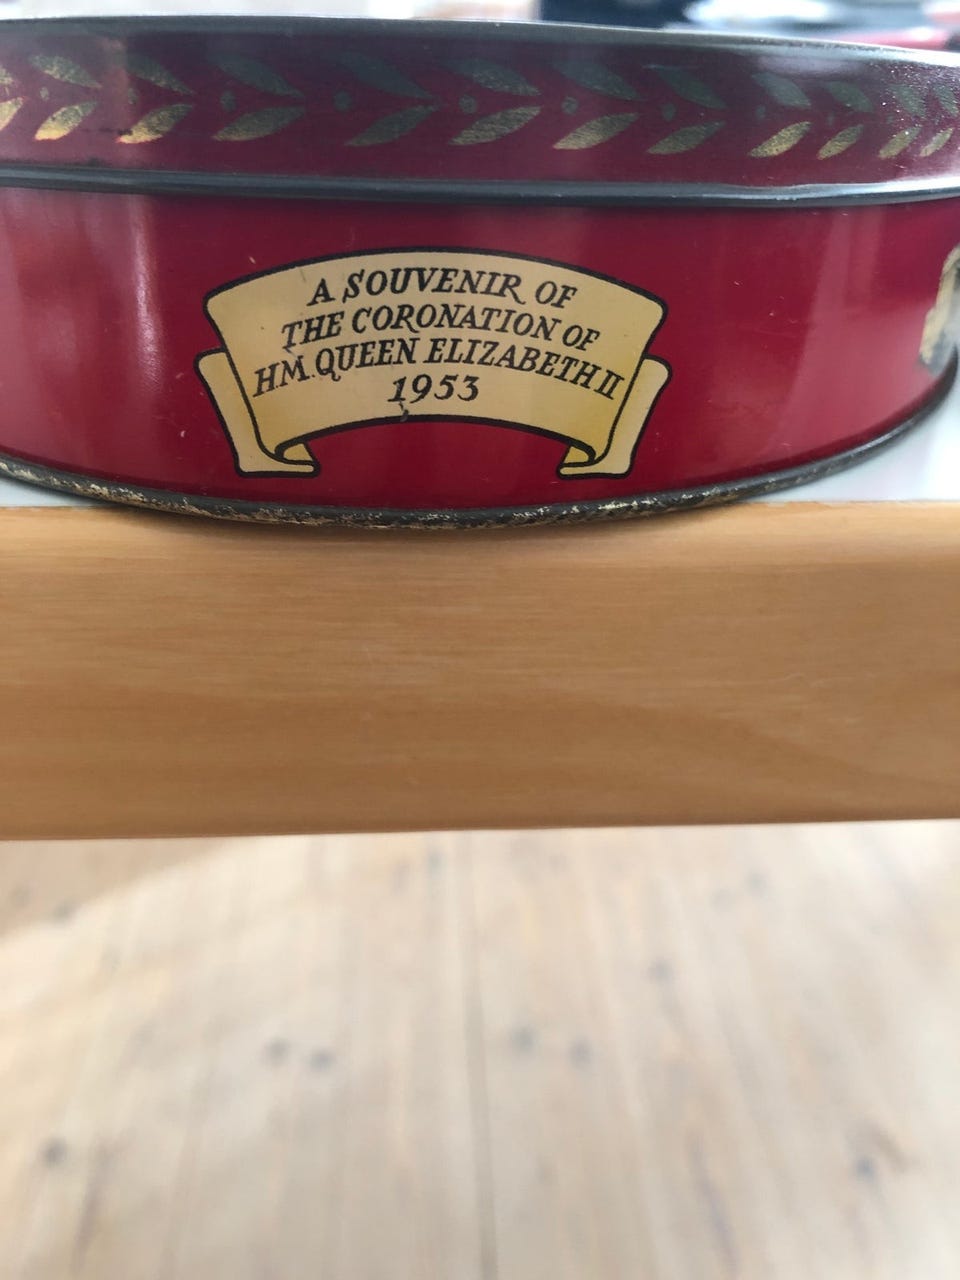 A SOUVENIR OF
THE CORONATION OF
H.M. QUEEN ELIZABETH II
1953